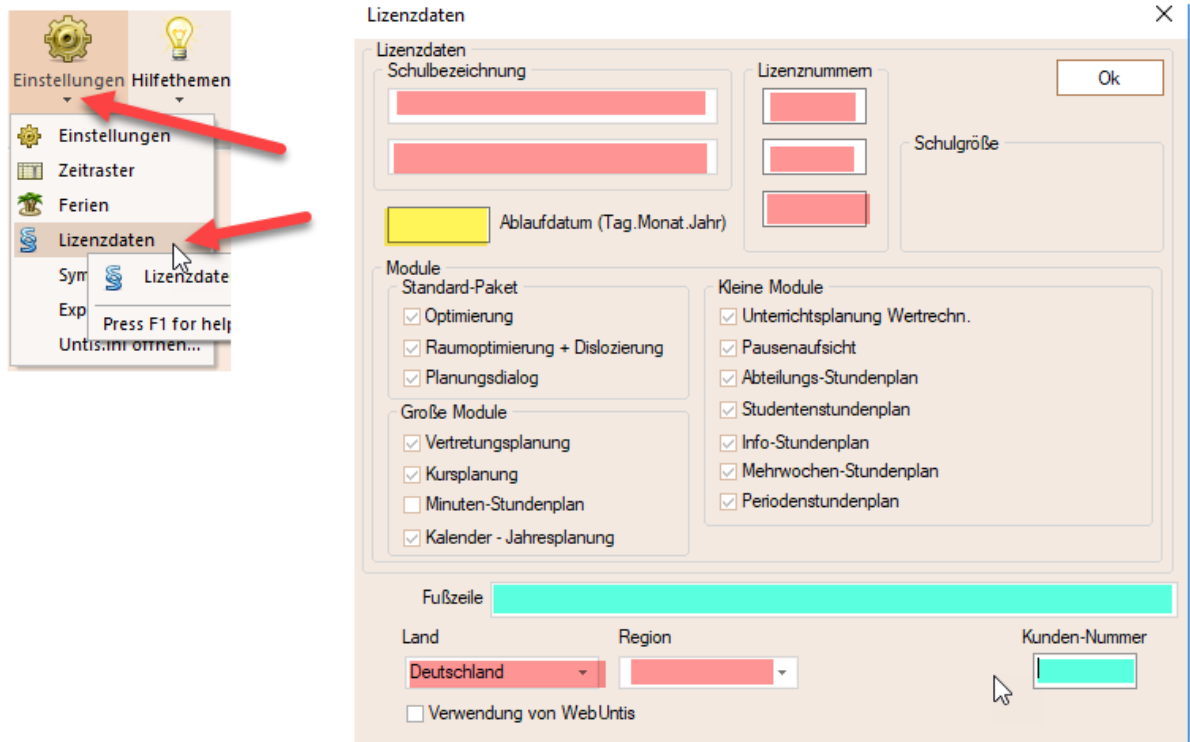 Einstellungen Hilfethemen
Einstellungen
Zeitraster
Ferien
Lizenzdaten
Sym
Lizenzdate
Exp
Press F1 for help
Untis.ini öffnen...
Lizenzdaten
Lizenzdaten
Schulbezeichnung
Lizenznummern
Ok
Schulgröße
Ablaufdatum (Tag.Monat.Jahr)
Module
Standard-Paket
Optimierung
Raumoptimierung + Dislozierung
Planungsdialog
Große Module
Vertretungsplanung
Kursplanung
Minuten-Stundenplan
Kalender - Jahresplanung
Kleine Module
Unterrichtsplanung Wertrechn.
Pausenaufsicht
Abteilungs-Stundenplan
Studentenstundenplan
Info-Stundenplan
Mehrwochen-Stundenplan
Periodenstundenplan
Fußzeile
Land
Region
Kunden-Nummer
Deutschland
Verwendung von WebUntis